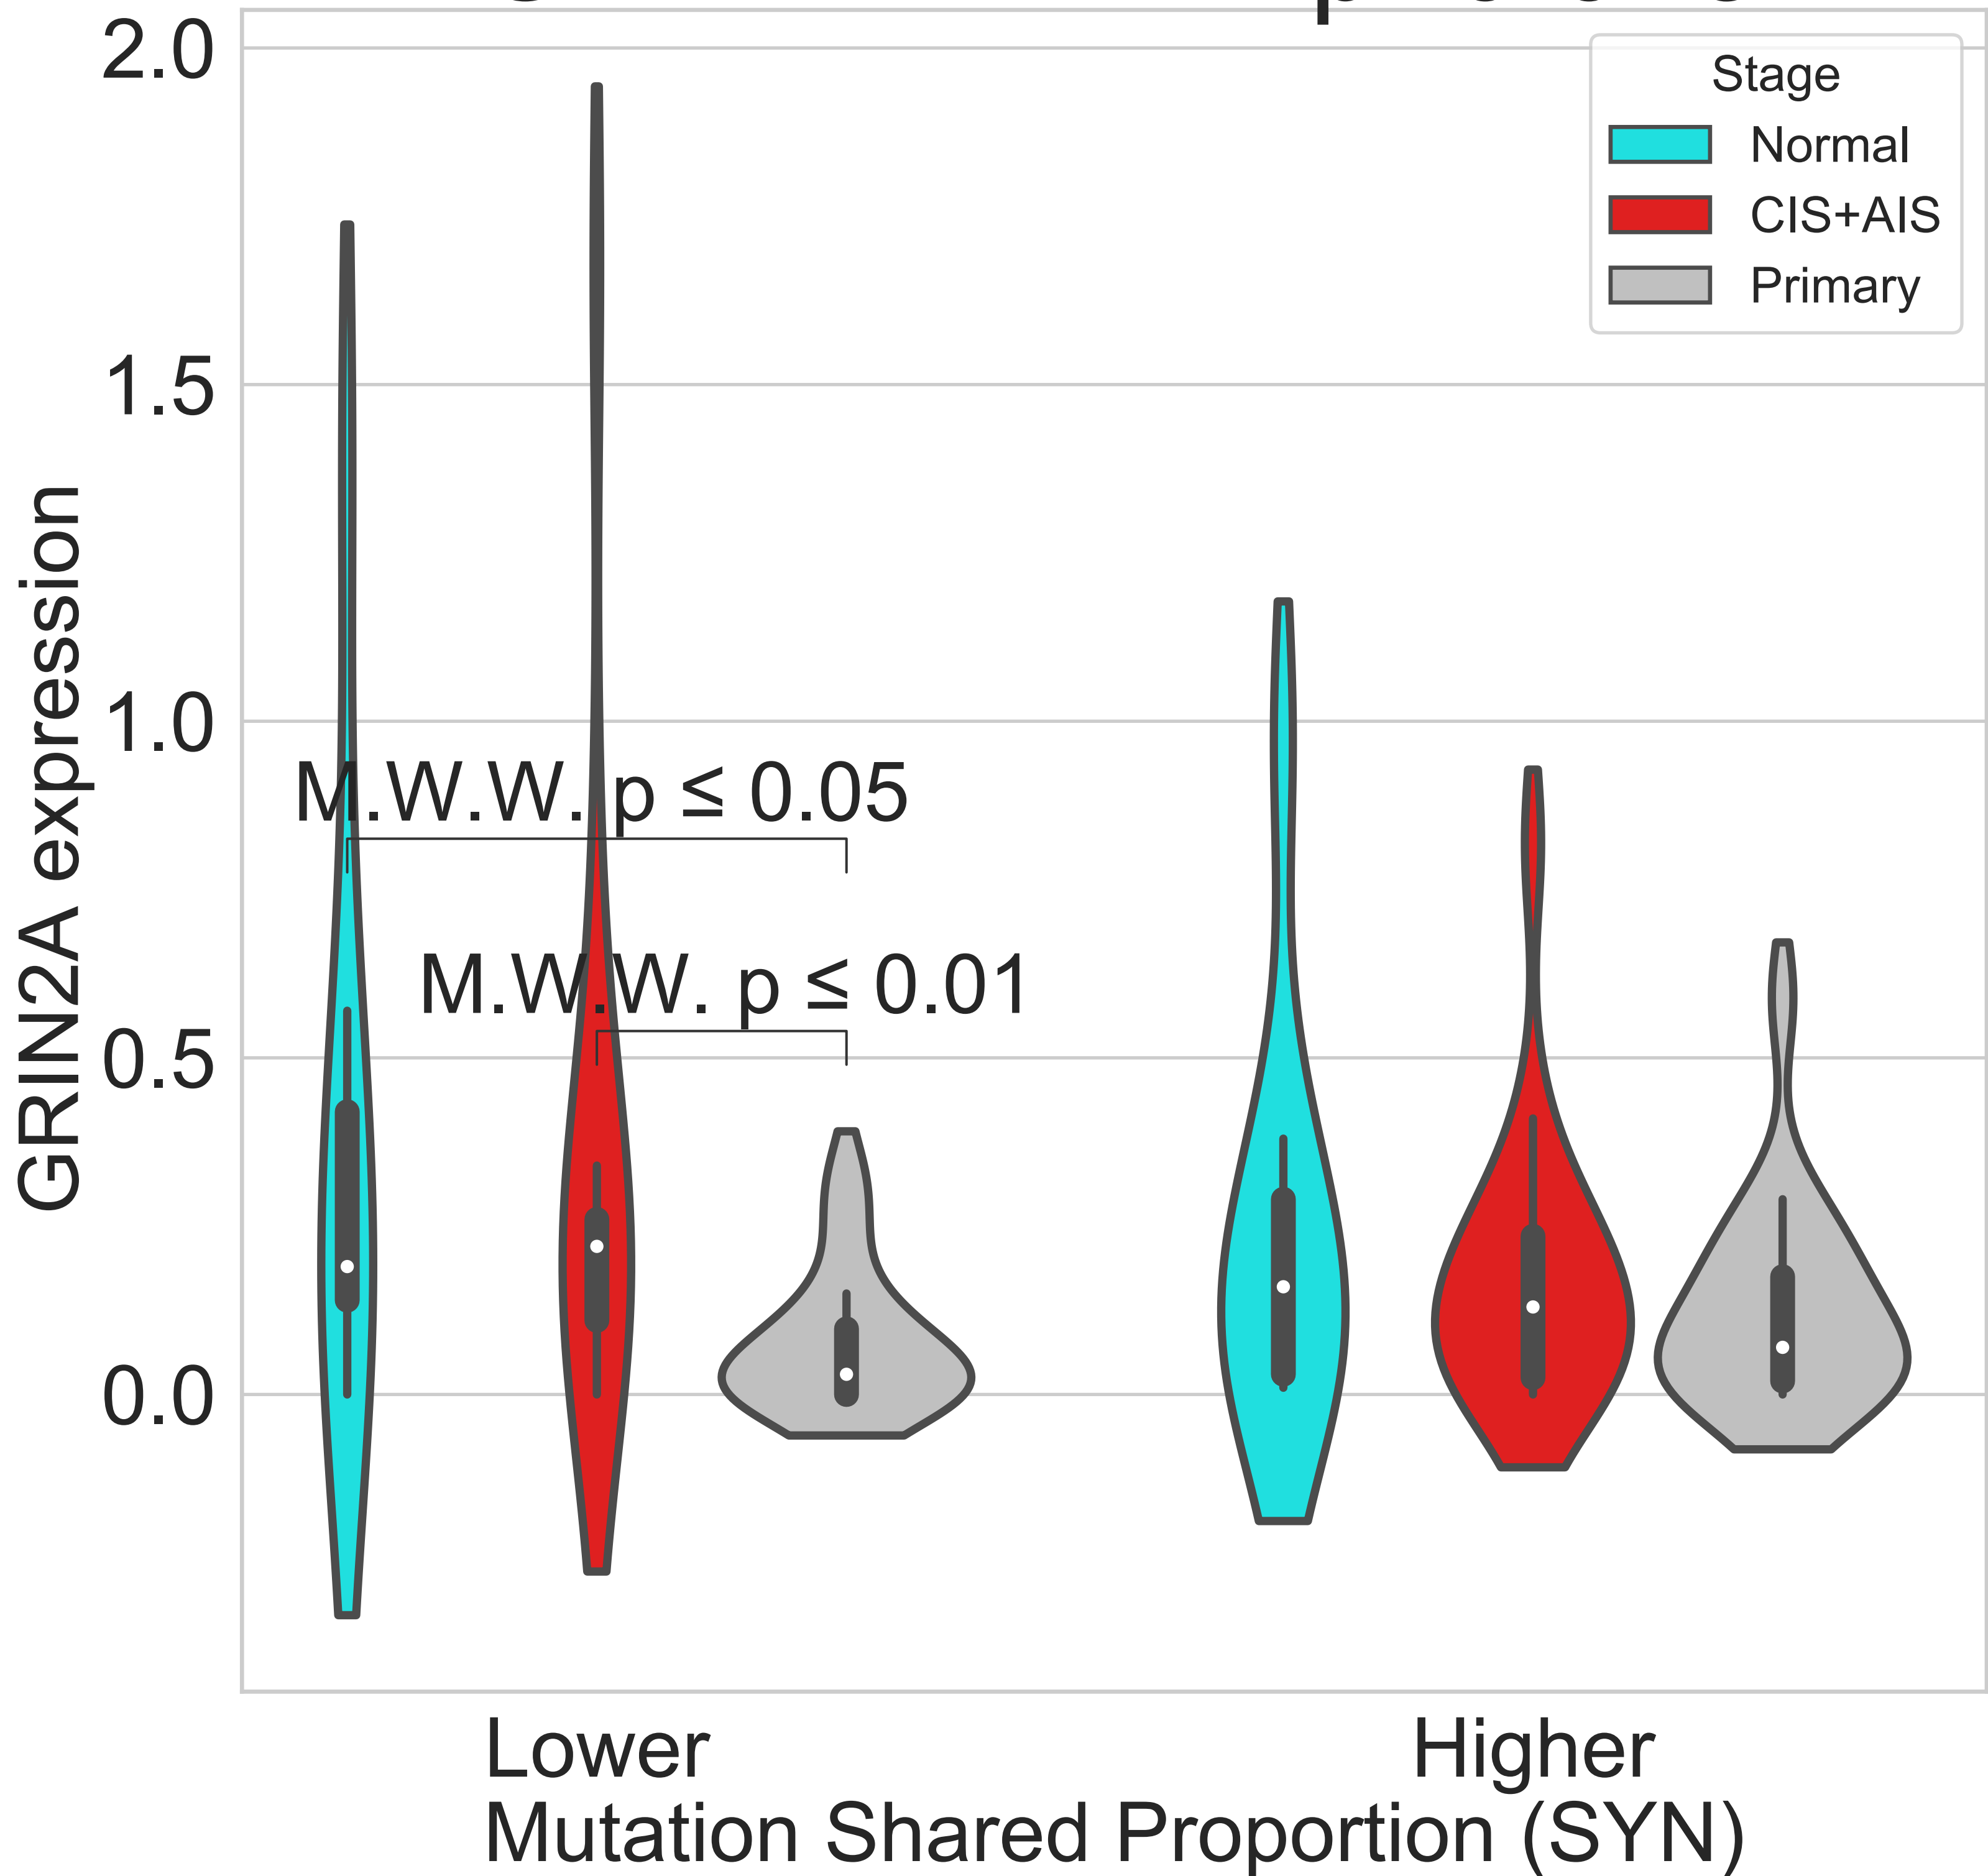 2.0
1.5
1.0
0.5
0.0
GRIN2A expression
Stage
Normal
CIS+AIS
Primary
M.W.W. p ≤ 0.05
M.W.W. p ≤ 0.01
Lower
Higher
Mutation Shared Proportion (SYN)